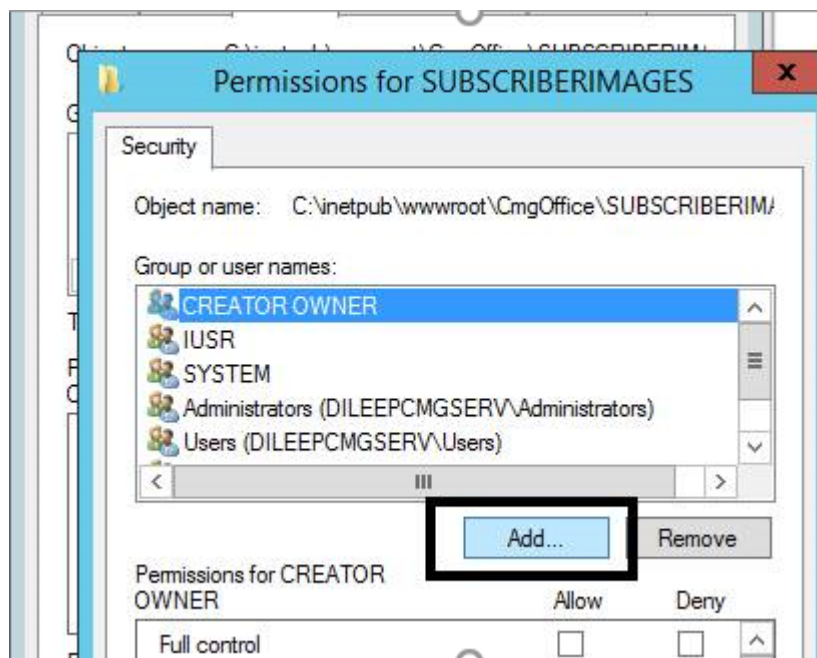 Permissions for SUBSCRIBERIMAGES
x
Security
Object name: C:\inetpub\wwwroot\CmgOffice\SUBSCRIBERIM
Group or user names:
CREATOR OWNER
IUSR
SYSTEM
Administrators (DILEEPCMGSERV\Administrators)
Users (DILEEPCMGSERV\Users)
Add... Remove
Permissions for CREATOR
OWNER Allow Deny
Full control